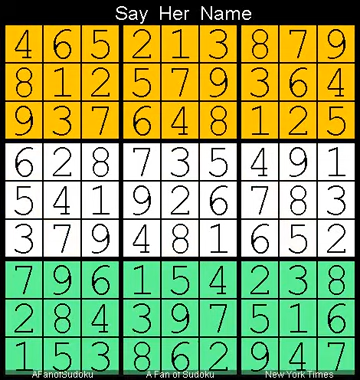 Say Her Name
4 6 5 2 1 3 8 7 9
8 1 2 5 7 9 3 6 4
9 3 7 6 4 8 1 2 5
6 2 8 7 3 5 4 9 1
5 4 1 9 2 6 7 8 3
3 7 9 4 8 1 6 5 2
7 9 6 1 5 4 2 3 8
2 8 4 3 9 7 5 1 6
1 5 3 8 6 2 9 4 7
AFanofSudoku A Fan of Sudoku New York Times